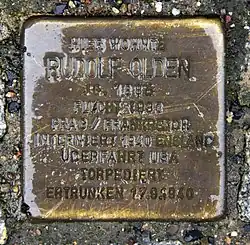 HIER WOHNTE
RUDOLF OLDEN
JG. 1885
FLUCHT 1933
PRAG / FRANKREICH
INTERNIERT 1940 ENGLAND
ÜBERFAHRT USA
TORPEDIERT
ERTRUNKEN 17.9.1940